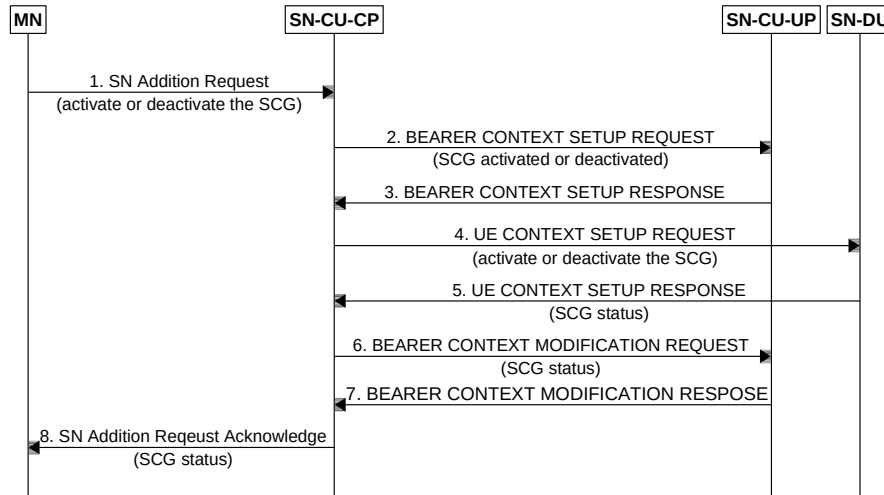 MN SN-CU-CP SN-CU-UP SN-DU
1. SN Addition Request
(activate or deactivate the SCG)
2. BEARER CONTEXT SETUP REQUEST
(SCG activated or deactivated)
3. BEARER CONTEXT SETUP RESPONSE
4. UE CONTEXT SETUP REQUEST
(activate or deactivate the SCG)
5. UE CONTEXT SETUP RESPONSE
(SCG status)
6. BEARER CONTEXT MODIFICATION REQUEST
(SCG status)
7. BEARER CONTEXT MODIFICATION RESPOSE
8. SN Addition Reqeust Acknowledge
(SCG status)